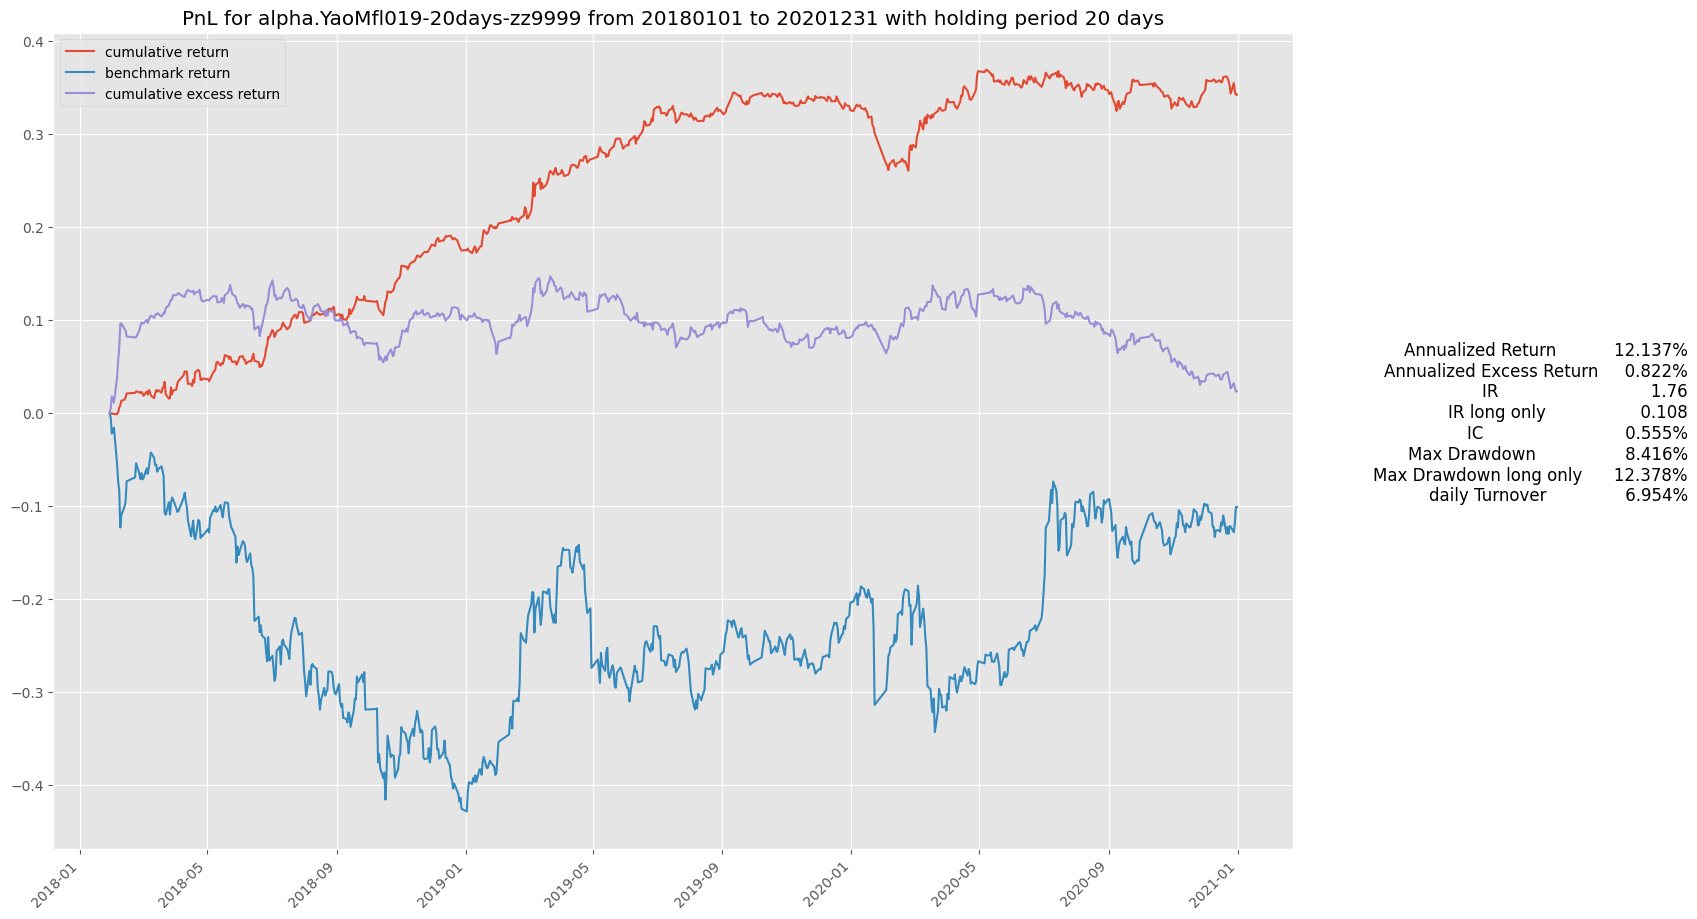 PnL for alpha.YaoMfl019-20days-zz9999 from 20180101 to 20201231 with holding period 20 days
cumulative return
benchmark return
cumulative excess return
0.4
0.3
0.2
0.1
0.0
−0.1
−0.2
−0.3
−0.4
2018-01
2018-05
2018-09
2019-01
2019-05
2019-09
2020-01
2020-05
2020-09
2021-01
Annualized Return 12.137%
Annualized Excess Return 0.822%
IR 1.76
IR long only 0.108
IC 0.555%
Max Drawdown 8.416%
Max Drawdown long only 12.378%
daily Turnover 6.954%